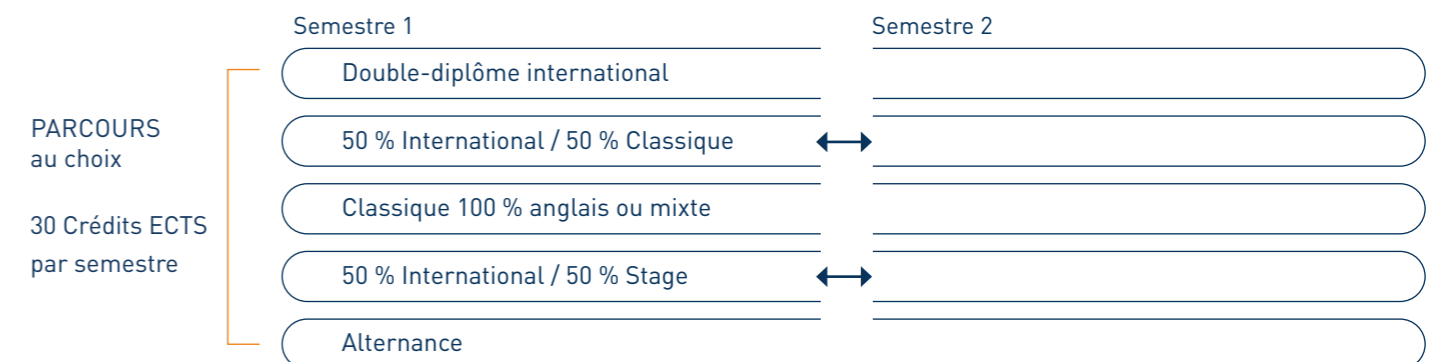 Semestre 1
Semestre 2
PARCOURS
au choix
30 Crédits ECTS
par semestre
Double-diplôme international
50 % International / 50 % Classique
Classique 100 % anglais ou mixte
50 % International / 50 % Stage
Alternance